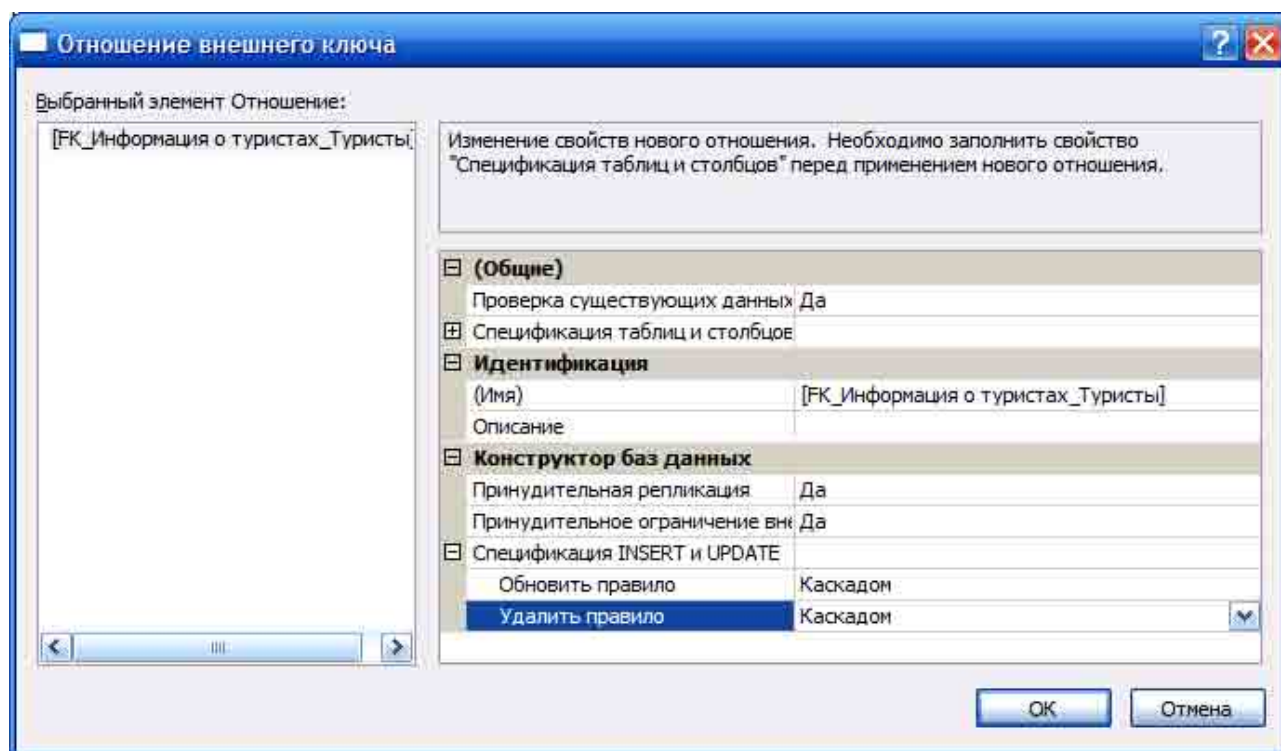 Отношение внешнего ключа
Выбранный элемент Отношение:
[FK_Информация о туристах_Туристы]
Изменение свойств нового отношения. Необходимо заполнить свойство
"Спецификация таблиц и столбцов" перед применением нового отношения.
(Общие)
Проверка существующих данных Да
Спецификация таблиц и столбцов
Идентификация
(Имя) [FK_Информация о туристах_Туристы]
Описание
Конструктор баз данных
Принудительная репликация Да
Принудительное ограничение вне Да
Спецификация INSERT и UPDATE
Обновить правило Каскадом
Удалить правило Каскадом
OK Отмена